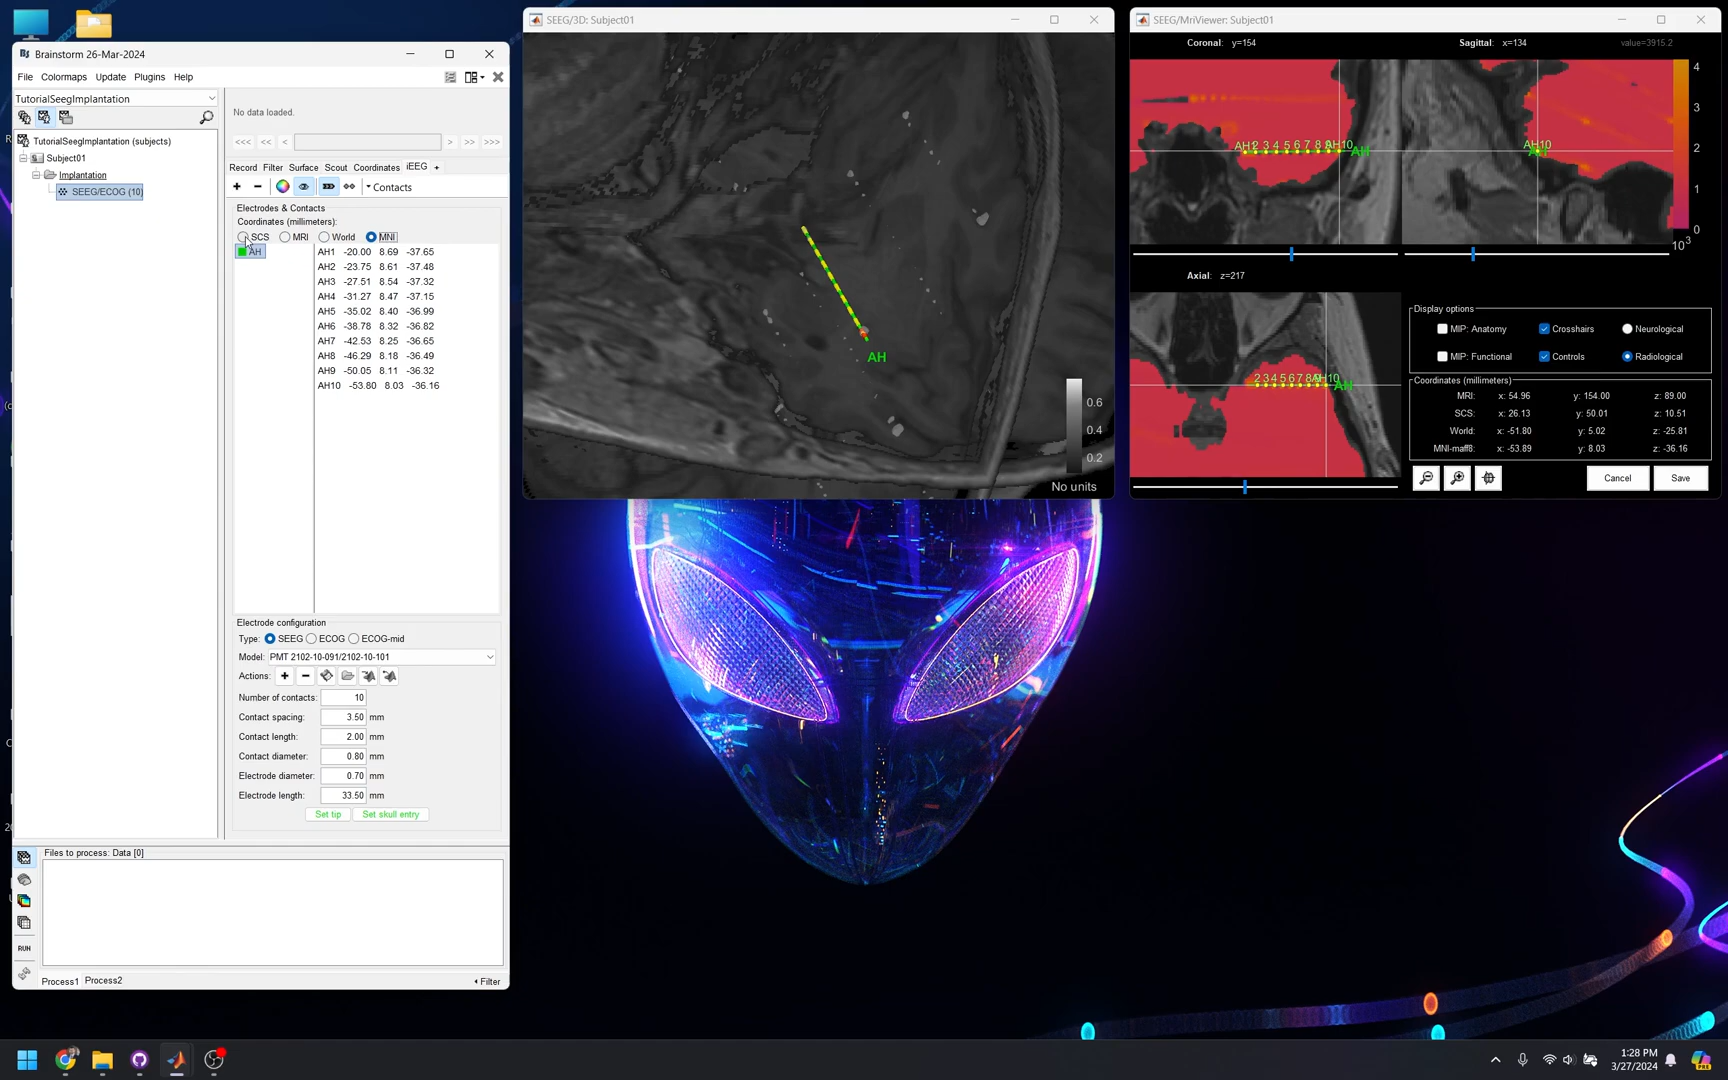 Brainstorm 26-Mar-2024
File Colormaps Update Plugins Help
TutorialSeegImplantation
TutorialSeegImplantation (subjects)
Subject01
Implantation
SEEG/ECOG (10)
No data loaded.
<<< << < > >> >>>
Record Filter Surface Scout Coordinates iEEG +
Contacts
Electrodes & Contacts
Coordinates (millimeters):
SCS MRI World MNI
AH
AH1 -20.00 8.69 -37.65
AH2 -23.75 8.61 -37.48
AH3 -27.51 8.54 -37.32
AH4 -31.27 8.47 -37.15
AH5 -35.02 8.40 -36.99
AH6 -38.78 8.32 -36.82
AH7 -42.53 8.25 -36.65
AH8 -46.29 8.18 -36.49
AH9 -50.05 8.11 -36.32
AH10 -53.80 8.03 -36.16
Electrode configuration
Type: SEEG ECOG ECOG-mid
Model: PMT 2102-10-091/2102-10-101
Actions:
Number of contacts: 10
Contact spacing: 3.50 mm
Contact length: 2.00 mm
Contact diameter: 0.80 mm
Electrode diameter: 0.70 mm
Electrode length: 33.50 mm
Set tip Set skull entry
Files to process: Data [0]
RUN
Process1 Process2
Filter
SEEG/3D: Subject01
AH
0.6
0.4
0.2
No units
SEEG/MriViewer: Subject01
Coronal: y=154
Sagittal: x=134
value=3915.2
AH10
AH
AH10
4
3
2
1
0
10³
Axial: z=217
AH
Display options
MIP: Anatomy Crosshairs Neurological
MIP: Functional Controls Radiological
Coordinates (millimeters)
MRI: x: 54.96 y: 154.00 z: 89.00
SCS: x: 26.13 y: 50.01 z: 10.51
World: x: -51.80 y: 5.02 z: -25.81
MNI-maff8: x: -53.89 y: 8.03 z: -36.16
Cancel Save
1:28 PM
3/27/2024